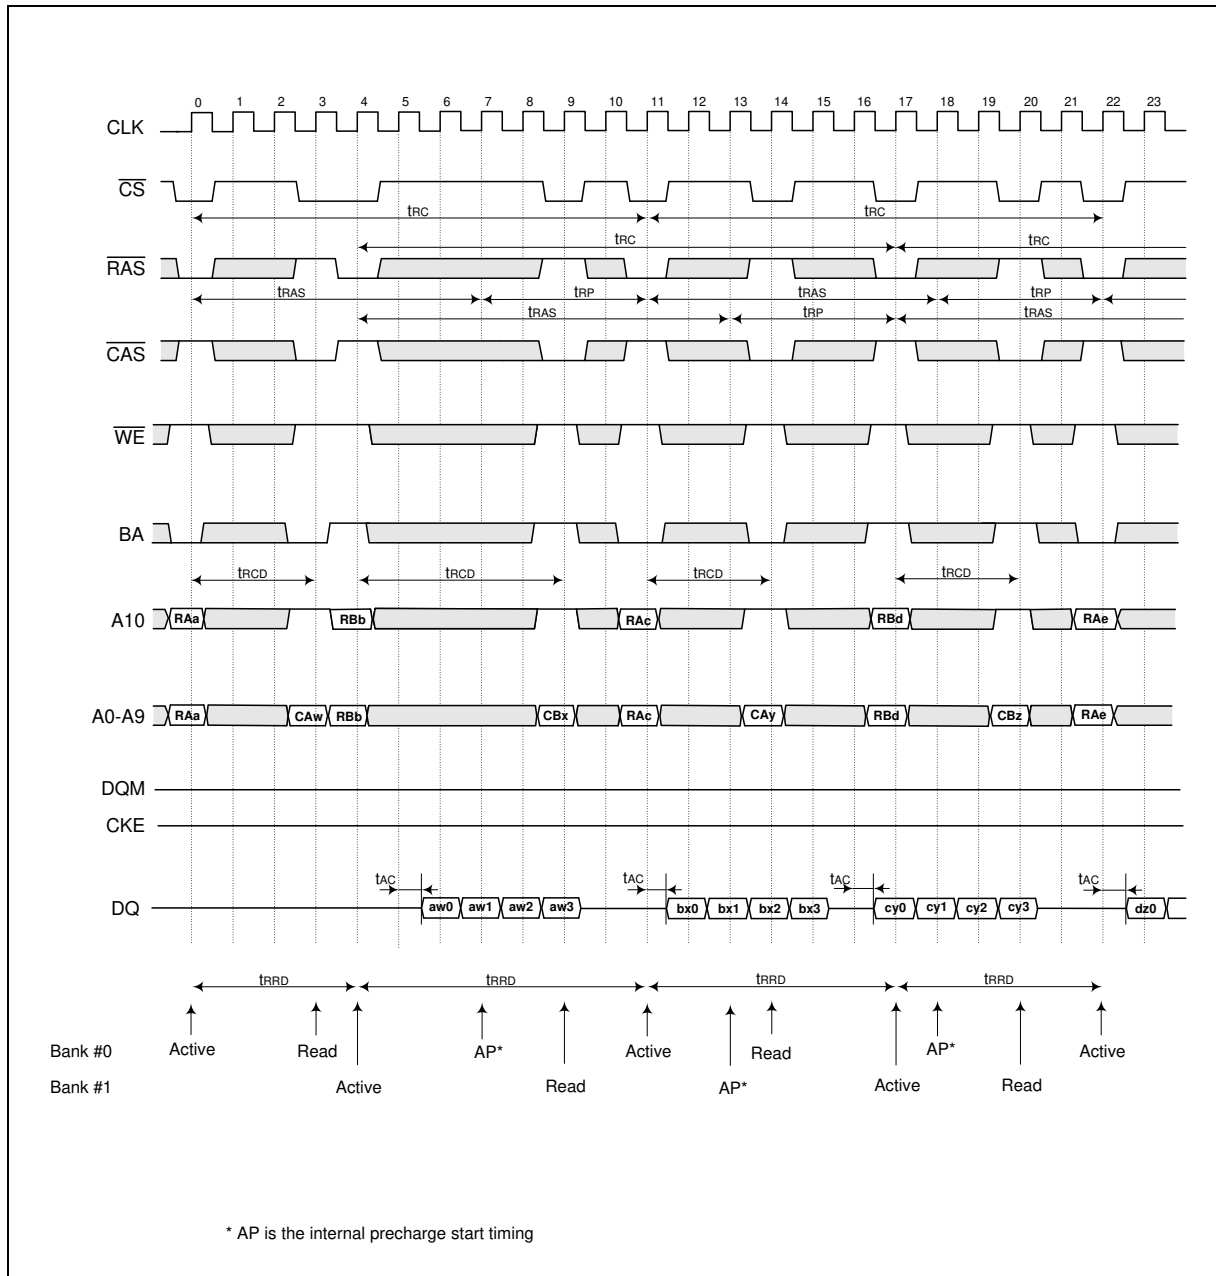 0 1 2 3 4 5 6 7 8 9 10 11 12 13 14 15 16 17 18 19 20 21 22 23
CLK
CS
tRC tRC
tRC tRC
RAS
tRAS tRP tRAS tRP
tRAS tRP tRAS
CAS
WE
BA
tRCD tRCD tRCD tRCD
A10 RAa RBb RAc RBd RAe
A0-A9 RAa CAw RBb CBx RAc CAy RBd CBz RAe
DQM
CKE
tAC tAC tAC tAC
DQ aw0 aw1 aw2 aw3 bx0 bx1 bx2 bx3 cy0 cy1 cy2 cy3 dz0
tRRD tRRD tRRD tRRD
Bank #0 Active Read AP* Active Read AP* Active
Bank #1 Active Read AP* Active Read
* AP is the internal precharge start timing